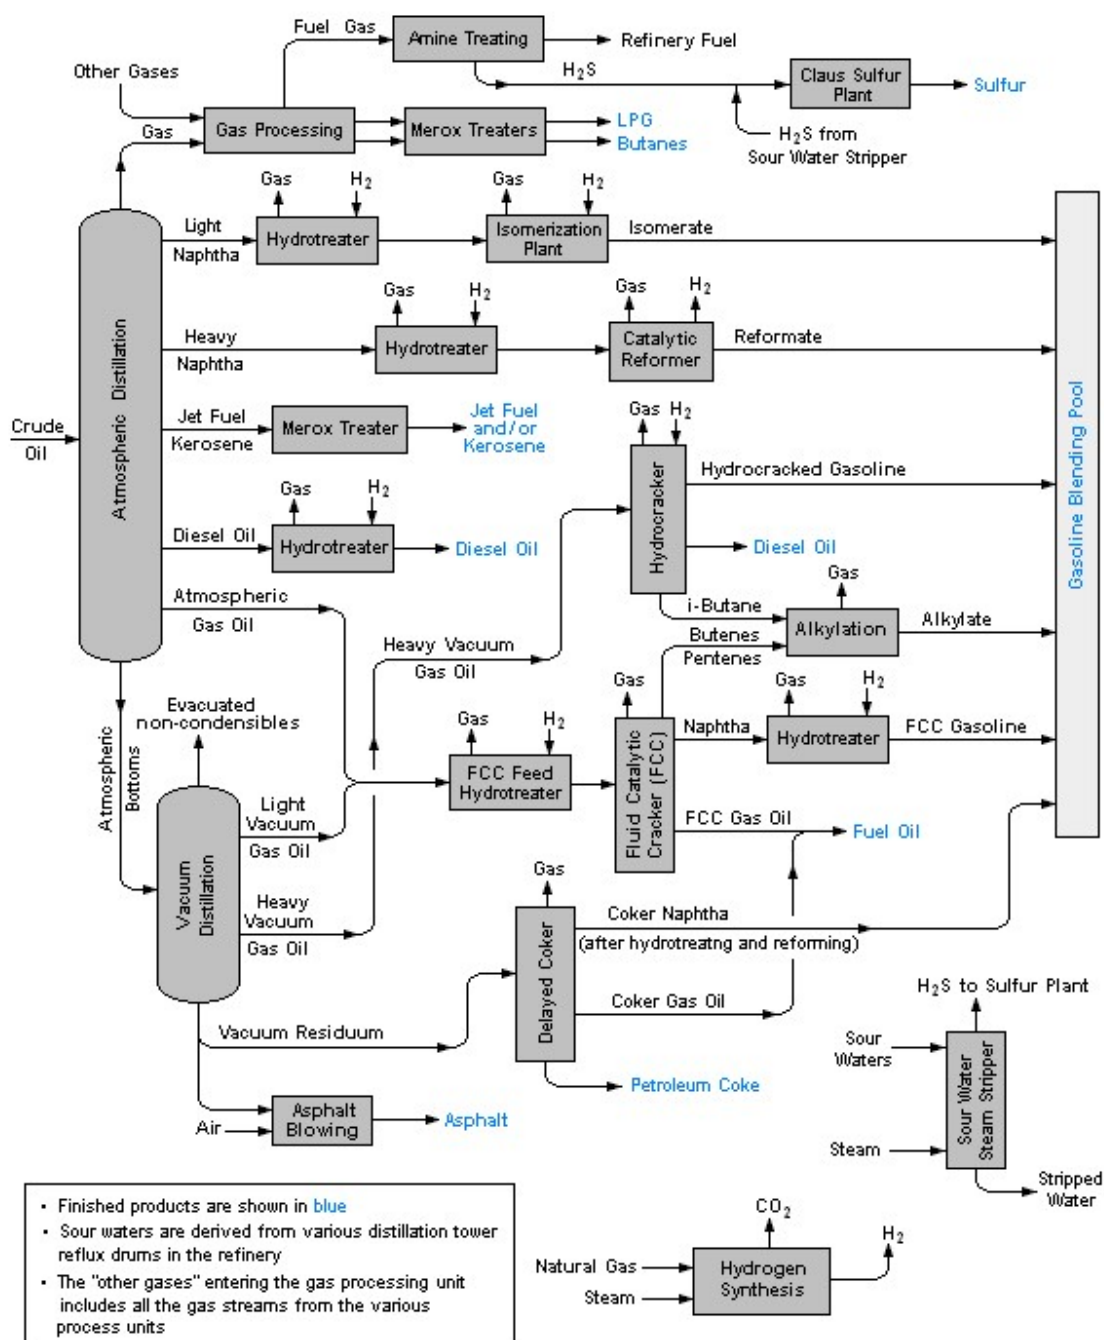 Fuel Gas
Amine Treating
Refinery Fuel
Other Gases
H2S
Claus Sulfur
Plant
Sulfur
Gas
Gas Processing
Merox Treaters
LPG
Butanes
H2S from
Sour Water Stripper
Gas
H2
Gas
H2
Light
Naphtha
Hydrotreater
Isomerization
Plant
Isomerate
Gas
H2
Gas
H2
Heavy
Naphtha
Hydrotreater
Catalytic
Reformer
Reformate
Crude
Oil
Atmospheric Distillation
Jet Fuel
Kerosene
Merox Treater
Jet Fuel
and/or
Kerosene
Gas
H2
Hydrocracker
Hydrocracked Gasoline
Gasoline Blending Pool
Gas
H2
Diesel Oil
Hydrotreater
Diesel Oil
Diesel Oil
Atmospheric
Gas Oil
i-Butane
Gas
Alkylation
Alkylate
Butenes
Pentenes
Heavy Vacuum
Gas Oil
Atmospheric
Bottoms
Evacuated
non-condensibles
Gas
H2
FCC Feed
Hydrotreater
Gas
Fluid Catalytic
Cracker (FCC)
Naphtha
Gas
H2
Hydrotreater
FCC Gasoline
Light
Vacuum
Gas Oil
FCC Gas Oil
Fuel Oil
Vacuum
Distillation
Heavy
Vacuum
Gas Oil
Gas
Delayed Coker
Coker Naphtha
(after hydrotreatng and reforming)
Coker Gas Oil
Vacuum Residuum
Petroleum Coke
Air
Asphalt
Blowing
Asphalt
H2S to Sulfur Plant
Sour
Waters
Sour Water
Steam Stripper
Steam
Stripped
Water
CO2
H2
Natural Gas
Steam
Hydrogen
Synthesis
• Finished products are shown in blue
• Sour waters are derived from various distillation tower
reflux drums in the refinery
• The "other gases" entering the gas processing unit
includes all the gas streams from the various
process units